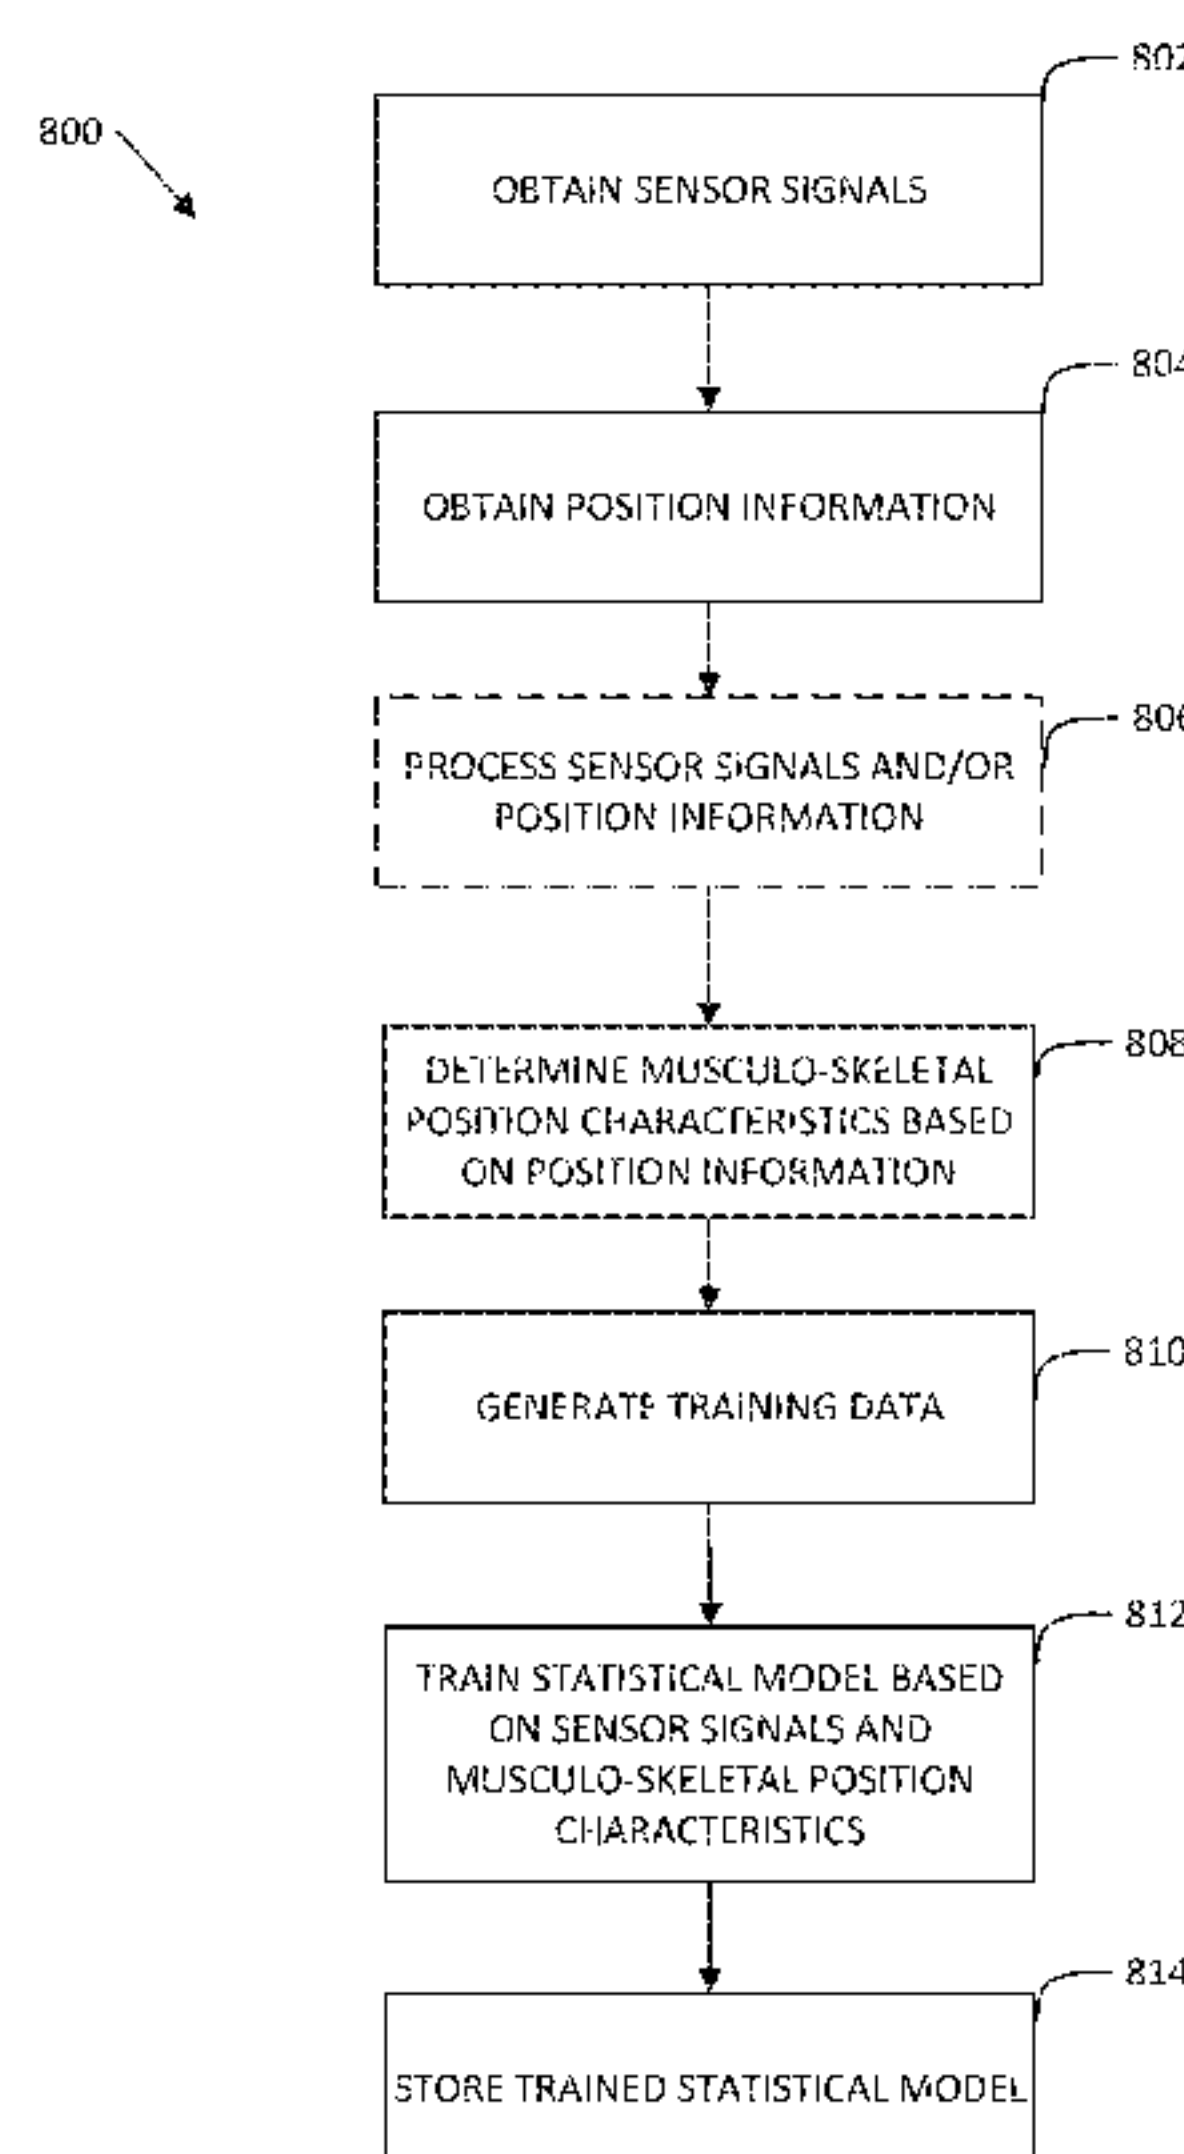 802
800
OBTAIN SENSOR SIGNALS
804
OBTAIN POSITION INFORMATION
806
PROCESS SENSOR SIGNALS AND/OR
POSITION INFORMATION
808
DETERMINE MUSCULO-SKELETAL
POSITION CHARACTERISTICS BASED
ON POSITION INFORMATION
810
GENERATE TRAINING DATA
812
TRAIN STATISTICAL MODEL BASED
ON SENSOR SIGNALS AND
MUSCULO-SKELETAL POSITION
CHARACTERISTICS
814
STORE TRAINED STATISTICAL MODEL